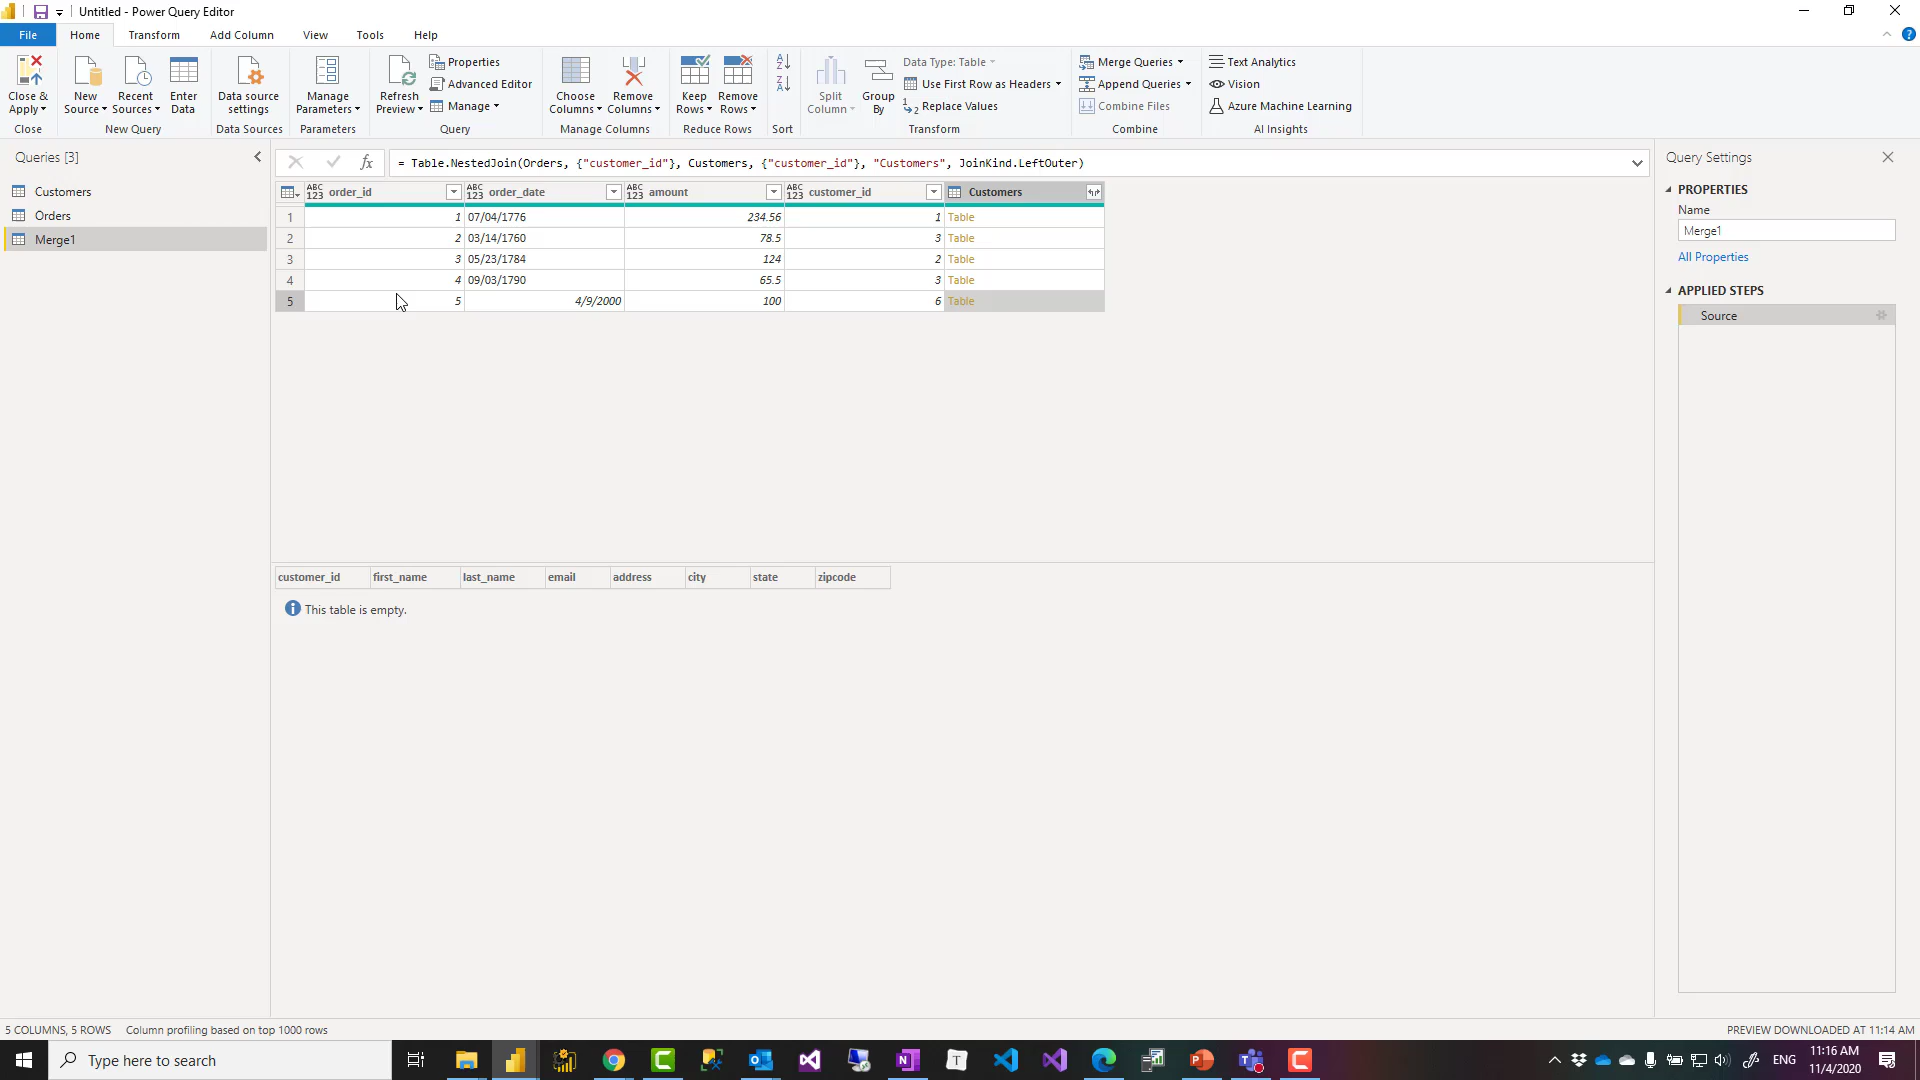 Untitled - Power Query Editor
File Home Transform Add Column View Tools Help
Close & Apply
Close
New Source
Recent Sources
Enter Data
New Query
Data source settings
Data Sources
Manage Parameters
Parameters
Refresh Preview
Properties
Advanced Editor
Manage
Query
Choose Columns
Remove Columns
Manage Columns
Keep Rows
Remove Rows
Reduce Rows
Sort
Split Column
Group By
Data Type: Table
Use First Row as Headers
Replace Values
Transform
Merge Queries
Append Queries
Combine Files
Combine
Text Analytics
Vision
Azure Machine Learning
AI Insights
Queries [3]
Customers
Orders
Merge1
= Table.NestedJoin(Orders, {"customer_id"}, Customers, {"customer_id"}, "Customers", JoinKind.LeftOuter)
ABC 123 order_id ABC 123 order_date ABC 123 amount ABC 123 customer_id Customers
1 1 07/04/1776 234.56 1 Table
2 2 03/14/1760 78.5 3 Table
3 3 05/23/1784 124 2 Table
4 4 09/03/1790 65.5 3 Table
5 5 4/9/2000 100 6 Table
customer_id first_name last_name email address city state zipcode
This table is empty.
Query Settings
PROPERTIES
Name
Merge1
All Properties
APPLIED STEPS
Source
5 COLUMNS, 5 ROWS Column profiling based on top 1000 rows
PREVIEW DOWNLOADED AT 11:14 AM
Type here to search
ENG
11:16 AM
11/4/2020